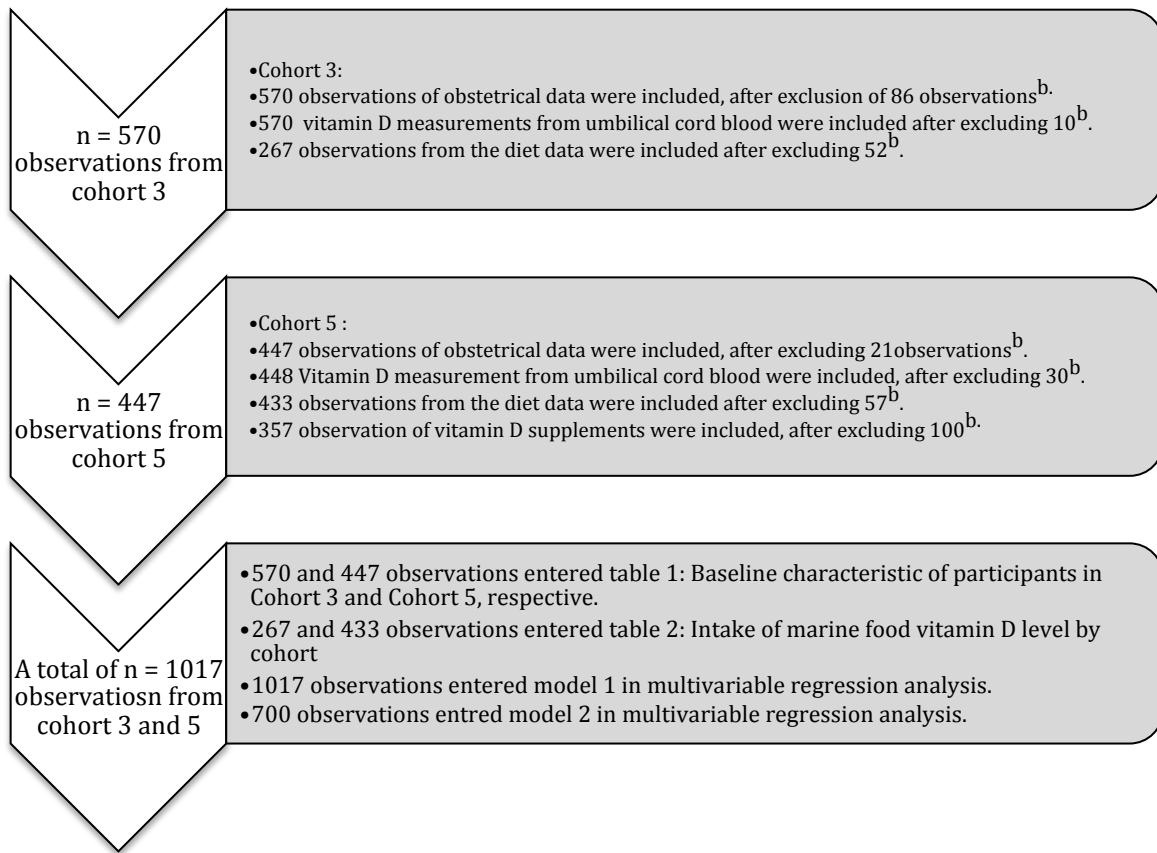 n = 570
observations from
cohort 3
•Cohort 3:
•570 observations of obstetrical data were included, after exclusion of 86 observationsb.
•570 vitamin D measurements from umbilical cord blood were included after excluding 10b.
•267 observations from the diet data were included after excluding 52b.
n = 447
observations from
cohort 5
•Cohort 5 :
•447 observations of obstetrical data were included, after excluding 21observationsb.
•448 Vitamin D measurement from umbilical cord blood were included, after excluding 30b.
•433 observations from the diet data were included after excluding 57b.
•357 observation of vitamin D supplements were included, after excluding 100b.
A total of n = 1017
observatiosn from
cohort 3 and 5
•570 and 447 observations entered table 1: Baseline characteristic of participants in
Cohort 3 and Cohort 5, respective.
•267 and 433 observations entered table 2: Intake of marine food vitamin D level by
cohort
•1017 observations entered model 1 in multivariable regression analysis.
•700 observations entred model 2 in multivariable regression analysis.